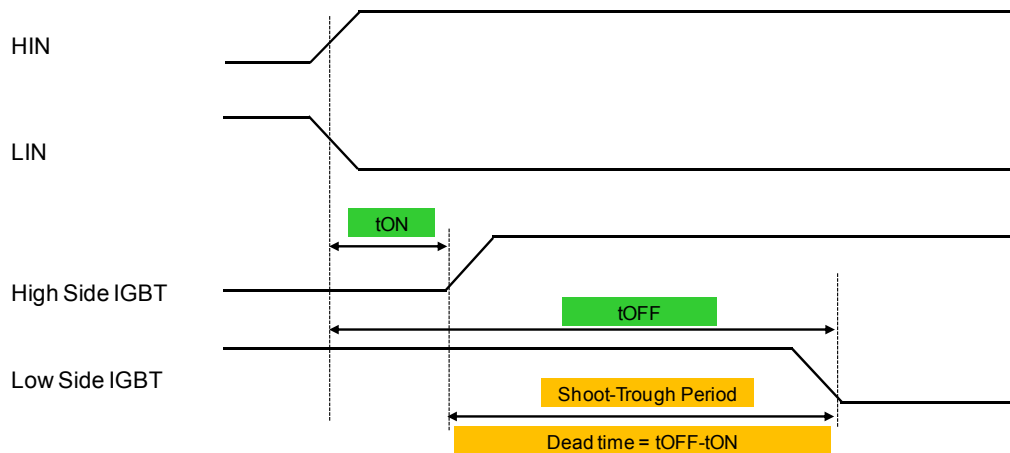 HIN
LIN
tON
High Side IGBT
tOFF
Low Side IGBT
Shoot-Trough Period
Dead time = tOFF-tON